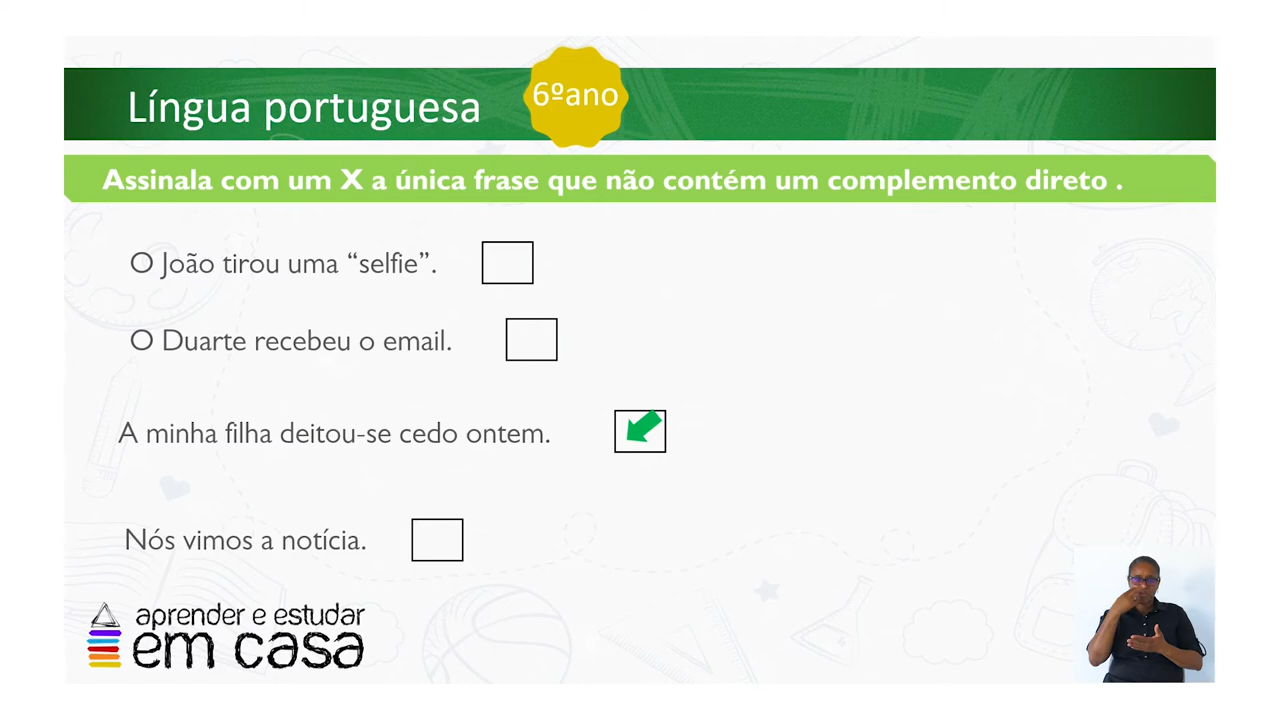 Língua portuguesa
6ºano
Assinala com um X a única frase que não contém um complemento direto .
O João tirou uma “selfie”.
O Duarte recebeu o email.
A minha filha deitou-se cedo ontem.
Nós vimos a notícia.
aprender e estudar
em casa